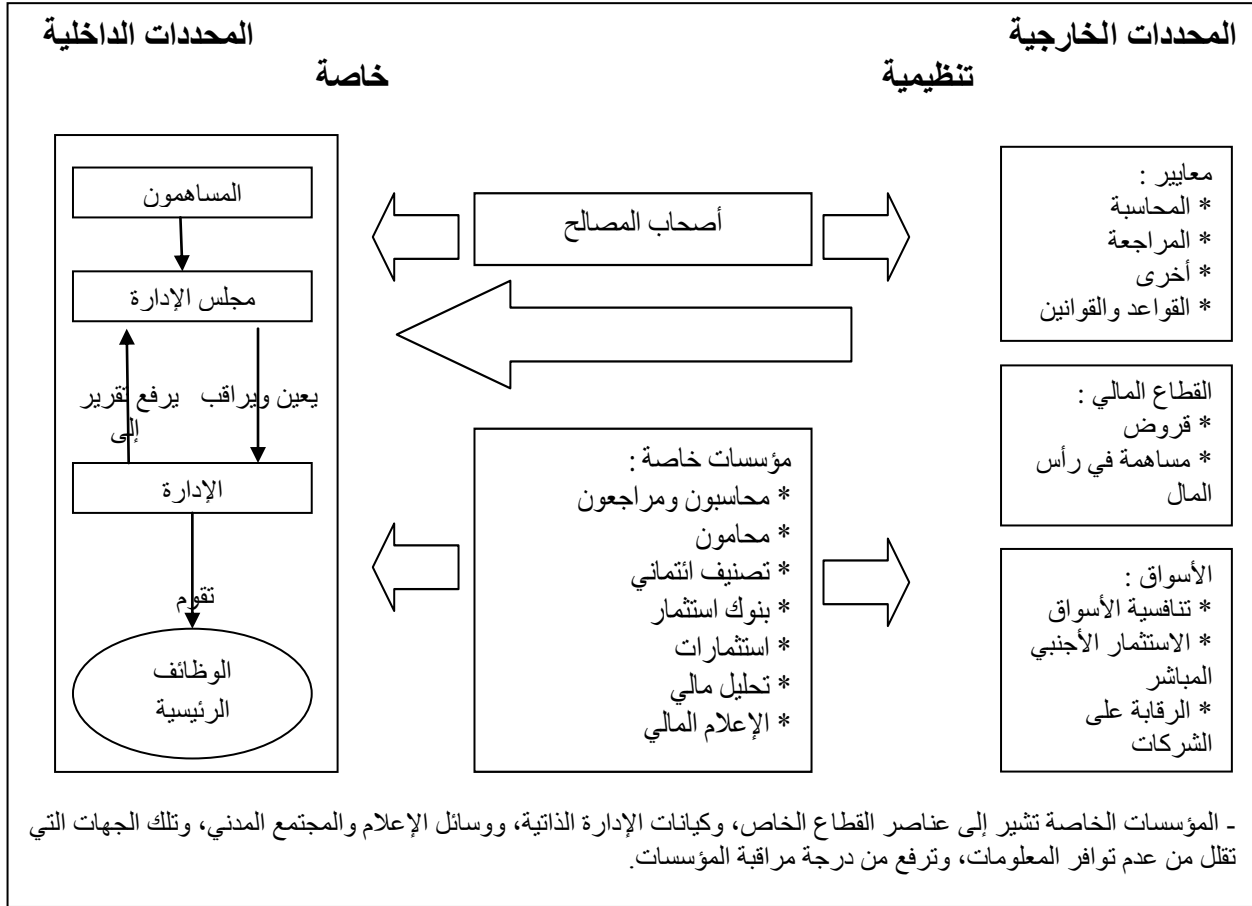 المحددات الخارجية
المحددات الداخلية
تنظيمية
خاصة
معايير :
* المحاسبة
* المراجعة
* أخرى
* القواعد والقوانين
القطاع المالي :
* قروض
* مساهمة في رأس
المال
الأسواق :
* تنافسية الأسواق
* الاستثمار الأجنبي
المباشر
* الرقابة على
الشركات
أصحاب المصالح
مؤسسات خاصة :
* محاسبون ومراجعون
* محامون
* تصنيف ائتماني
* بنوك استثمار
* استثمارات
* تحليل مالي
* الإعلام المالي
المساهمون
مجلس الإدارة
يعين ويراقب
يرفع تقرير
إلى
الإدارة
تقوم
الوظائف
الرئيسية
- المؤسسات الخاصة تشير إلى عناصر القطاع الخاص، وكيانات الإدارة الذاتية، ووسائل الإعلام والمجتمع المدني، وتلك الجهات التي
تقلل من عدم توافر المعلومات، وترفع من درجة مراقبة المؤسسات.